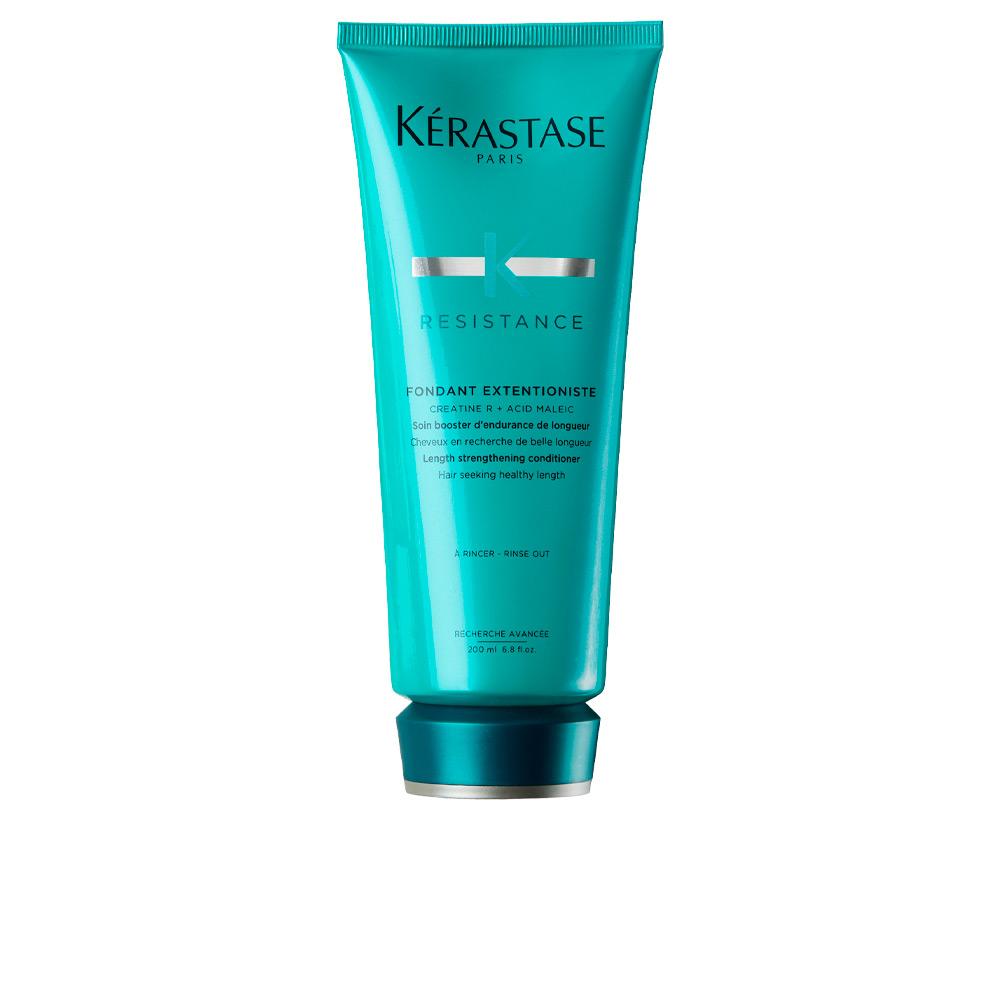 KÉRASTASE
PARIS
K
RESISTANCE
FONDANT EXTENTIONISTE
CREATINE R + ACID MALEIC
Soin booster d'endurance de longueur
Cheveux en recherche de belle longueur
Length strengthening conditioner
Hair seeking healthy length
À RINCER - RINSE OUT
RECHERCHE AVANCÉE
200 ml 6.8 fl.oz.